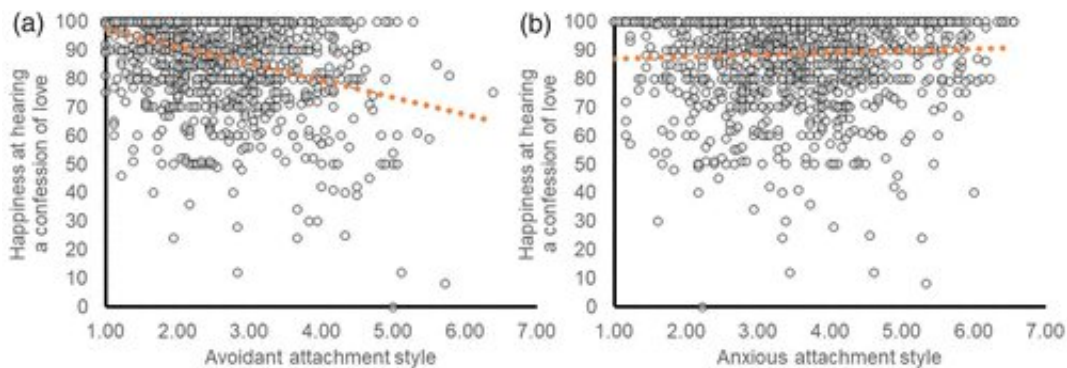 (a)
Happiness at hearing
a confession of love
100
90
80
70
60
50
40
30
20
10
0
1.00 2.00 3.00 4.00 5.00 6.00 7.00
Avoidant attachment style
(b)
Happiness at hearing
a confession of love
100
90
80
70
60
50
40
30
20
10
0
1.00 2.00 3.00 4.00 5.00 6.00 7.00
Anxious attachment style